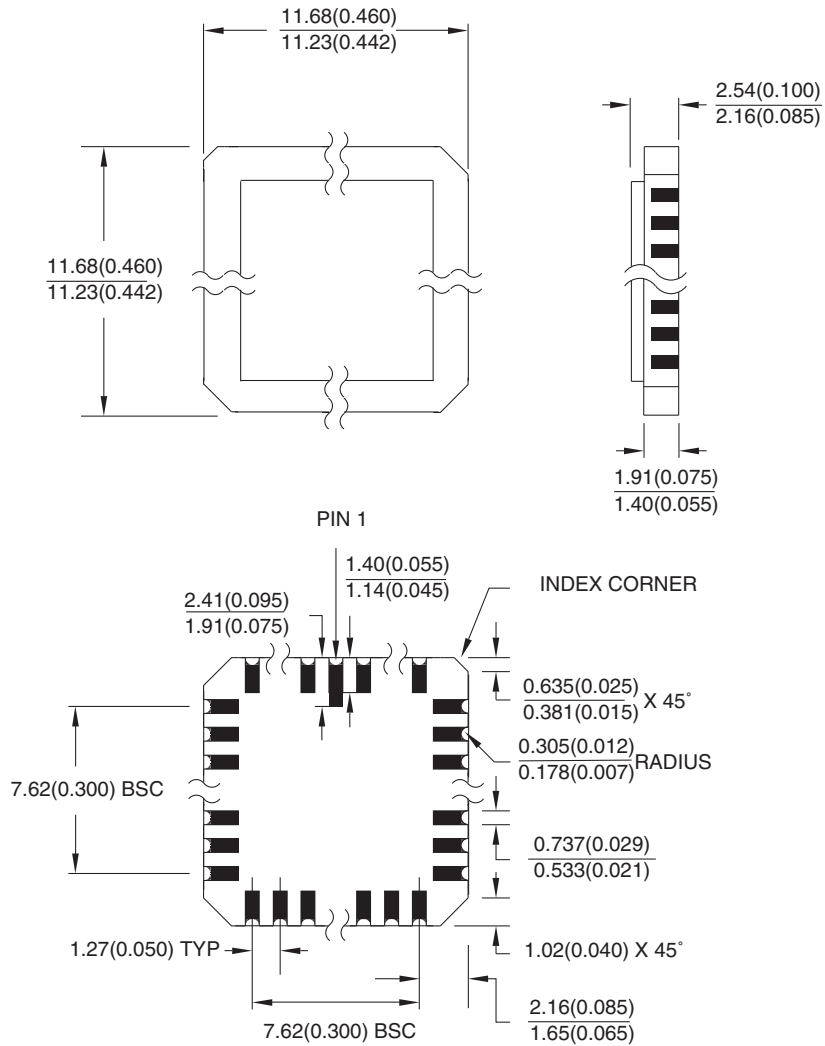 11.68(0.460)
11.23(0.442)
2.54(0.100)
2.16(0.085)
11.68(0.460)
11.23(0.442)
1.91(0.075)
1.40(0.055)
PIN 1
1.40(0.055)
1.14(0.045)
INDEX CORNER
2.41(0.095)
1.91(0.075)
0.635(0.025)
0.381(0.015) X 45°
0.305(0.012)
0.178(0.007) RADIUS
7.62(0.300) BSC
0.737(0.029)
0.533(0.021)
1.27(0.050) TYP
1.02(0.040) X 45°
2.16(0.085)
1.65(0.065)
7.62(0.300) BSC